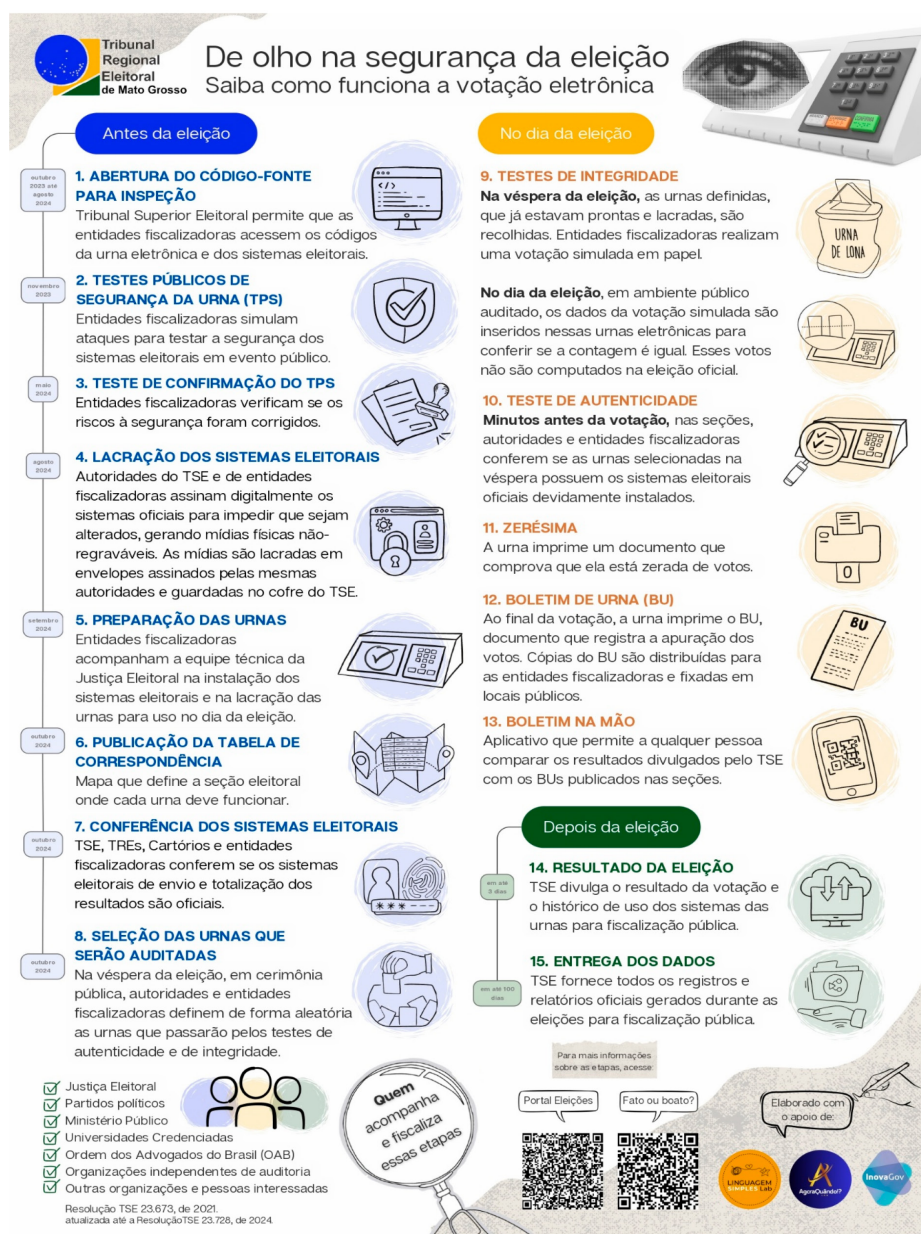 Tribunal
Regional
Eleitoral
de Mato Grosso
De olho na segurança da eleição
Saiba como funciona a votação eletrônica
Antes da eleição
outubro
2023 até
agosto
2024
1. ABERTURA DO CÓDIGO-FONTE
PARA INSPEÇÃO
Tribunal Superior Eleitoral permite que as
entidades fiscalizadoras acessem os códigos
da urna eletrônica e dos sistemas eleitorais.
novembro
2023
2. TESTES PÚBLICOS DE
SEGURANÇA DA URNA (TPS)
Entidades fiscalizadoras simulam
ataques para testar a segurança dos
sistemas eleitorais em evento público.
maio
2024
3. TESTE DE CONFIRMAÇÃO DO TPS
Entidades fiscalizadoras verificam se os
riscos à segurança foram corrigidos.
agosto
2024
4. LACRAÇÃO DOS SISTEMAS ELEITORAIS
Autoridades do TSE e de entidades
fiscalizadoras assinam digitalmente os
sistemas oficiais para impedir que sejam
alterados, gerando mídias físicas não-
regraváveis. As mídias são lacradas em
envelopes assinados pelas mesmas
autoridades e guardadas no cofre do TSE.
setembro
2024
5. PREPARAÇÃO DAS URNAS
Entidades fiscalizadoras
acompanham a equipe técnica da
Justiça Eleitoral na instalação dos
sistemas eleitorais e na lacração das
urnas para uso no dia da eleição.
outubro
2024
6. PUBLICAÇÃO DA TABELA DE
CORRESPONDÊNCIA
Mapa que define a seção eleitoral
onde cada urna deve funcionar.
outubro
2024
7. CONFERÊNCIA DOS SISTEMAS ELEITORAIS
TSE, TREs, Cartórios e entidades
fiscalizadoras conferem se os sistemas
eleitorais de envio e totalização dos
resultados são oficiais.
outubro
2024
8. SELEÇÃO DAS URNAS QUE
SERÃO AUDITADAS
Na véspera da eleição, em cerimônia
pública, autoridades e entidades
fiscalizadoras definem de forma aleatória
as urnas que passarão pelos testes de
autenticidade e de integridade.
No dia da eleição
9. TESTES DE INTEGRIDADE
Na véspera da eleição, as urnas definidas,
que já estavam prontas e lacradas, são
recolhidas. Entidades fiscalizadoras realizam
uma votação simulada em papel.
URNA
DE LONA
No dia da eleição, em ambiente público
auditado, os dados da votação simulada são
inseridos nessas urnas eletrônicas para
conferir se a contagem é igual. Esses votos
não são computados na eleição oficial.
10. TESTE DE AUTENTICIDADE
Minutos antes da votação, nas seções,
autoridades e entidades fiscalizadoras
conferem se as urnas selecionadas na
véspera possuem os sistemas eleitorais
oficiais devidamente instalados.
11. ZERÉSIMA
A urna imprime um documento que
comprova que ela está zerada de votos.
0
12. BOLETIM DE URNA (BU)
Ao final da votação, a urna imprime o BU,
documento que registra a apuração dos
votos. Cópias do BU são distribuídas para
as entidades fiscalizadoras e fixadas em
locais públicos.
BU
13. BOLETIM NA MÃO
Aplicativo que permite a qualquer pessoa
comparar os resultados divulgados pelo TSE
com os BUs publicados nas seções.
Depois da eleição
em até
3 dias
14. RESULTADO DA ELEIÇÃO
TSE divulga o resultado da votação e
o histórico de uso dos sistemas das
urnas para fiscalização pública.
em até 100
dias
15. ENTREGA DOS DADOS
TSE fornece todos os registros e
relatórios oficiais gerados durante as
eleições para fiscalização pública.
Justiça Eleitoral
Partidos políticos
Ministério Público
Universidades Credenciadas
Ordem dos Advogados do Brasil (OAB)
Organizações independentes de auditoria
Outras organizações e pessoas interessadas
Resolução TSE 23.673, de 2021.
atualizada até a ResoluçãoTSE 23.728, de 2024.
Quem
acompanha
e fiscaliza
essas etapas
Para mais informações
sobre as etapas, acesse:
Portal Eleições
Fato ou boato?
Elaborado com
o apoio de:
LINGUAGEM
SIMPLES Lab
AgoraQuándeI?
InovaGov